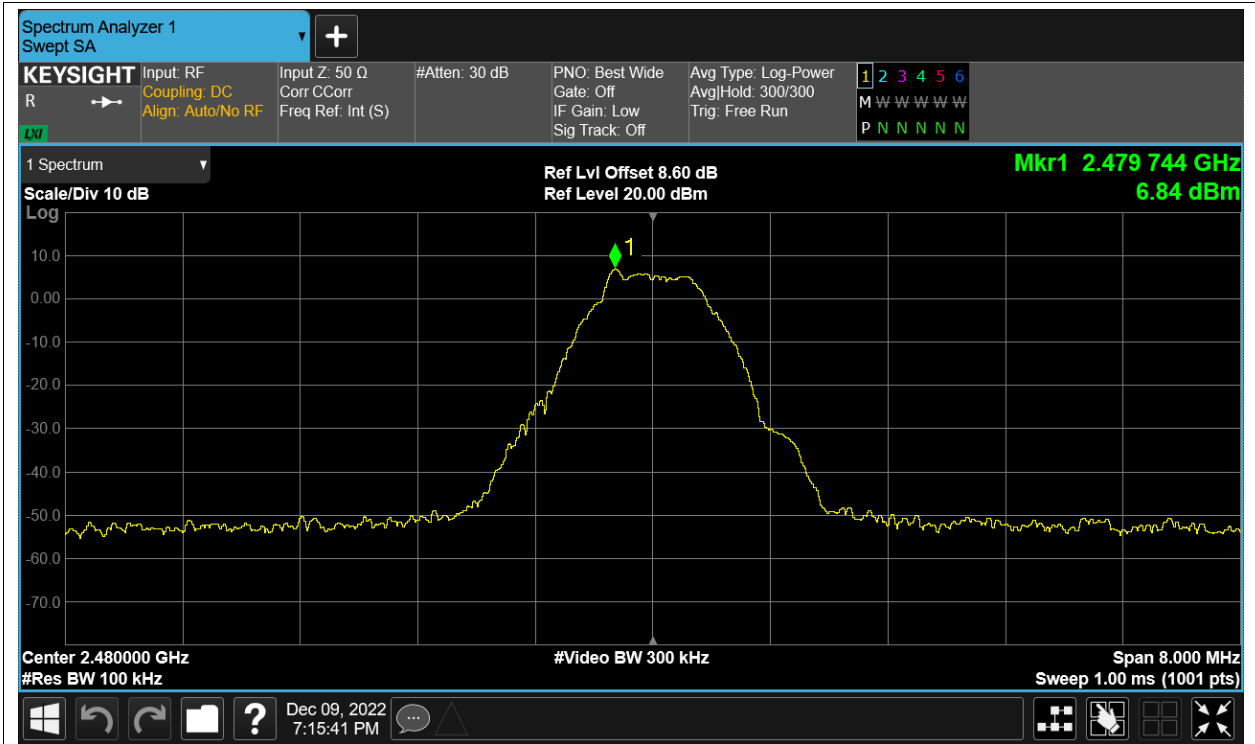 Spectrum Analyzer 1
Swept SA
KEYSIGHT
R
LXI
Input: RF
Coupling: DC
Align: Auto/No RF
Input Z: 50 Ω
Corr CCorr
Freq Ref: Int (S)
#Atten: 30 dB
PNO: Best Wide
Gate: Off
IF Gain: Low
Sig Track: Off
Avg Type: Log-Power
Avg|Hold: 300/300
Trig: Free Run
1 2 3 4 5 6
M W W W W W
P N N N N N
1 Spectrum
Scale/Div 10 dB
Log
Ref Lvl Offset 8.60 dB
Ref Level 20.00 dBm
Mkr1 2.479 744 GHz
6.84 dBm
1
10.0
0.00
-10.0
-20.0
-30.0
-40.0
-50.0
-60.0
-70.0
Center 2.480000 GHz
#Res BW 100 kHz
#Video BW 300 kHz
Span 8.000 MHz
Sweep 1.00 ms (1001 pts)
?
Dec 09, 2022
7:15:41 PM